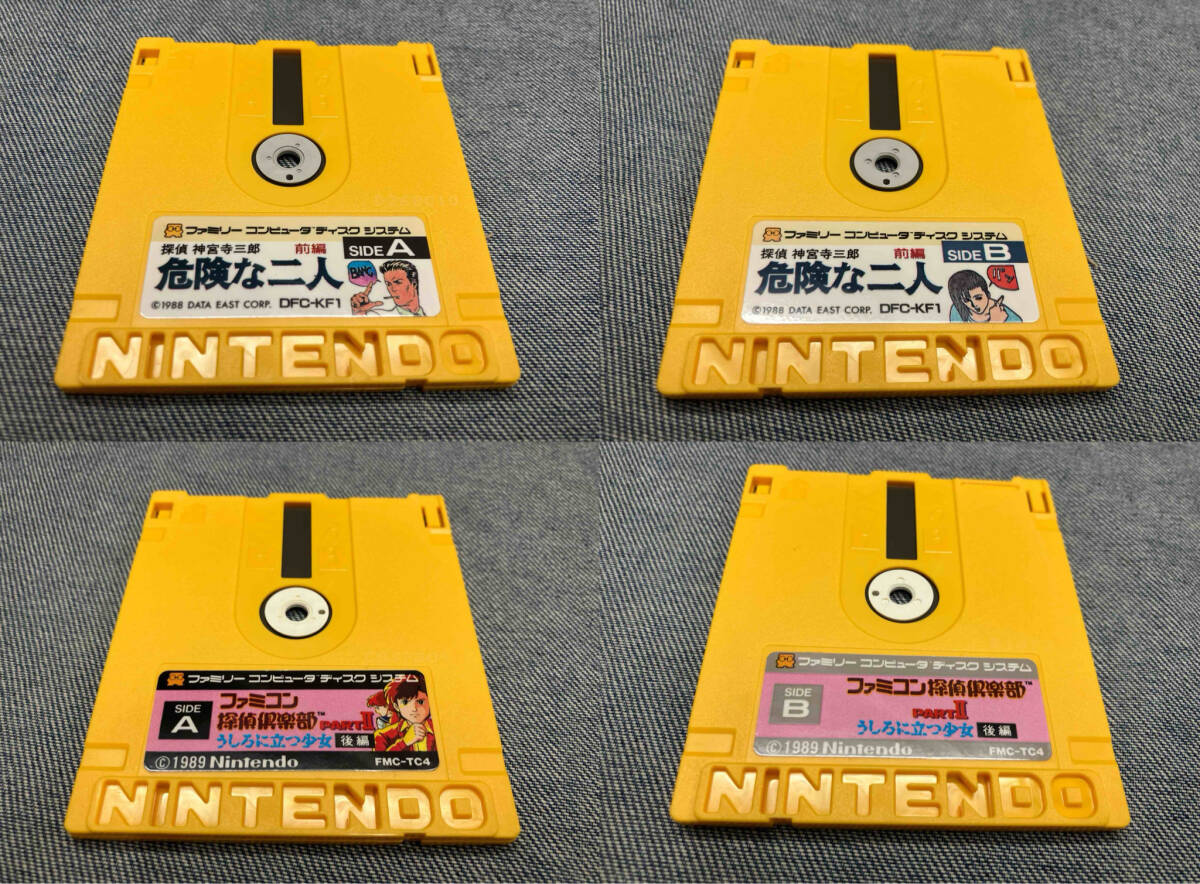 ファミリー コンピュータ ディスク システム
探偵 神宮寺三郎 前編 SIDE A
危険な二人
BANG
©1988 DATA EAST CORP. DFC-KF1
NINTENDO
ファミリー コンピュータ ディスク システム
探偵 神宮寺三郎 前編 SIDE B
危険な二人
バン
©1988 DATA EAST CORP. DFC-KF1
NINTENDO
ファミリー コンピュータ ディスク システム
SIDE A
ファミコン
探偵倶楽部™ PARTII
うしろに立つ少女 後編
©1989 Nintendo FMC-TC4
NINTENDO
ファミリー コンピュータ ディスク システム
SIDE B
ファミコン探偵倶楽部™
PARTII
うしろに立つ少女 後編
©1989 Nintendo FMC-TC4
NINTENDO